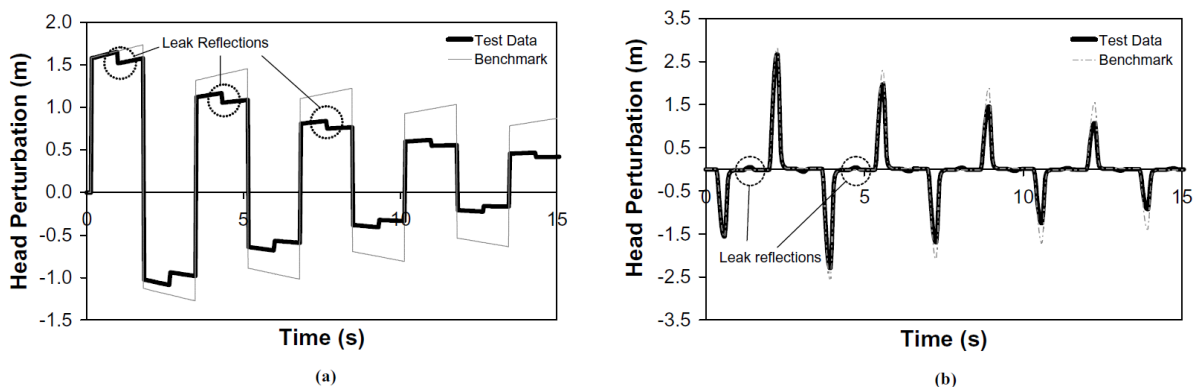 2.0
1.5
1.0
0.5
0.0
-0.5
-1.0
-1.5
Head Perturbation (m)
0
5
10
15
Time (s)
Leak Reflections
Test Data
Benchmark
(a)
3.5
2.5
1.5
0.5
-0.5
-1.5
-2.5
-3.5
Head Perturbation (m)
0
5
10
15
Time (s)
Leak reflections
Test Data
Benchmark
(b)